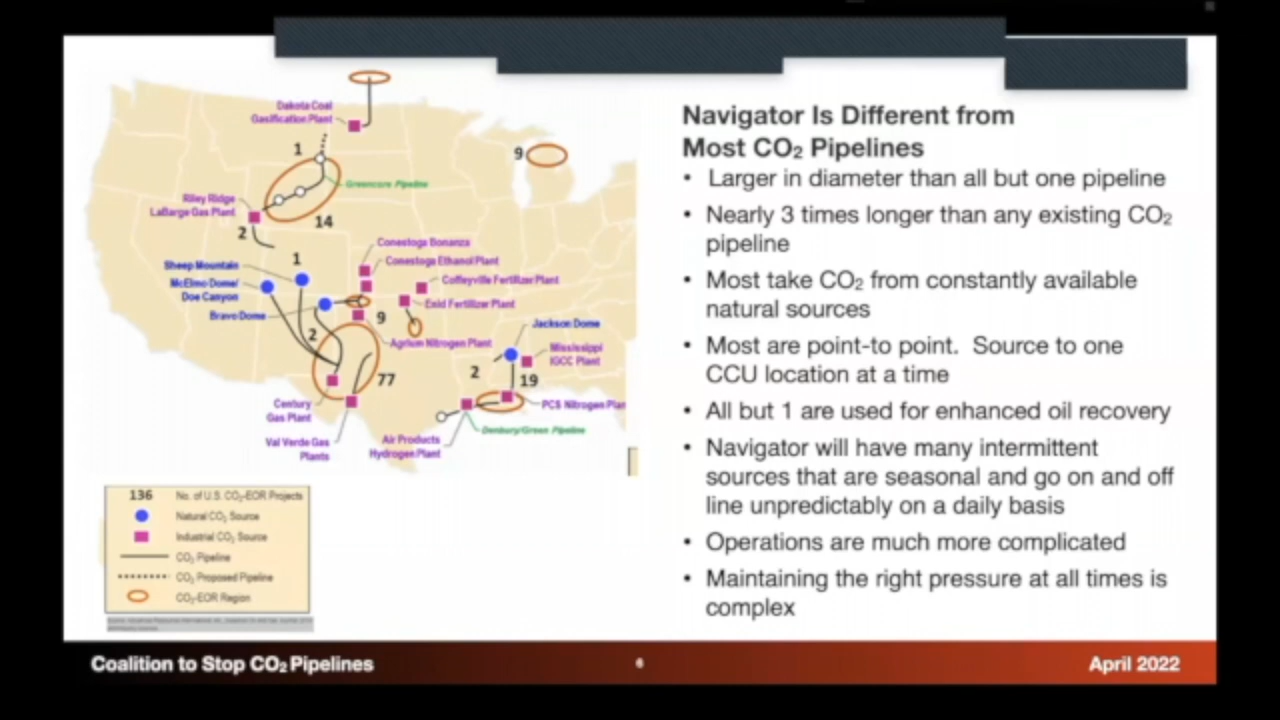 Dakota Coal
Gasification Plant
1
9
Greencore Pipeline
Riley Ridge
LaBarge Gas Plant
14
2
Conestoga Bonanza
1
Conestoga Ethanol Plant
Sheep Mountain
Coffeyville Fertilizer Plant
McElmo Dome/
Doe Canyon
Enid Fertilizer Plant
Bravo Dome
9
Jackson Dome
2
Agrium Nitrogen Plant
Mississippi
IGCC Plant
2
77
19
Century
Gas Plant
PCS Nitrogen Plan
Denbury/Green Pipeline
Val Verde Gas
Plants
Air Products
Hydrogen Plant
136 No. of U.S. CO₂-EOR Projects
Natural CO₂ Source
Industrial CO₂ Source
CO₂ Pipeline
CO₂ Proposed Pipeline
CO₂-EOR Region
Navigator Is Different from
Most CO₂ Pipelines
• Larger in diameter than all but one pipeline
• Nearly 3 times longer than any existing CO₂
pipeline
• Most take CO₂ from constantly available
natural sources
• Most are point-to point. Source to one
CCU location at a time
• All but 1 are used for enhanced oil recovery
• Navigator will have many intermittent
sources that are seasonal and go on and off
line unpredictably on a daily basis
• Operations are much more complicated
• Maintaining the right pressure at all times is
complex
Coalition to Stop CO₂ Pipelines
6
April 2022